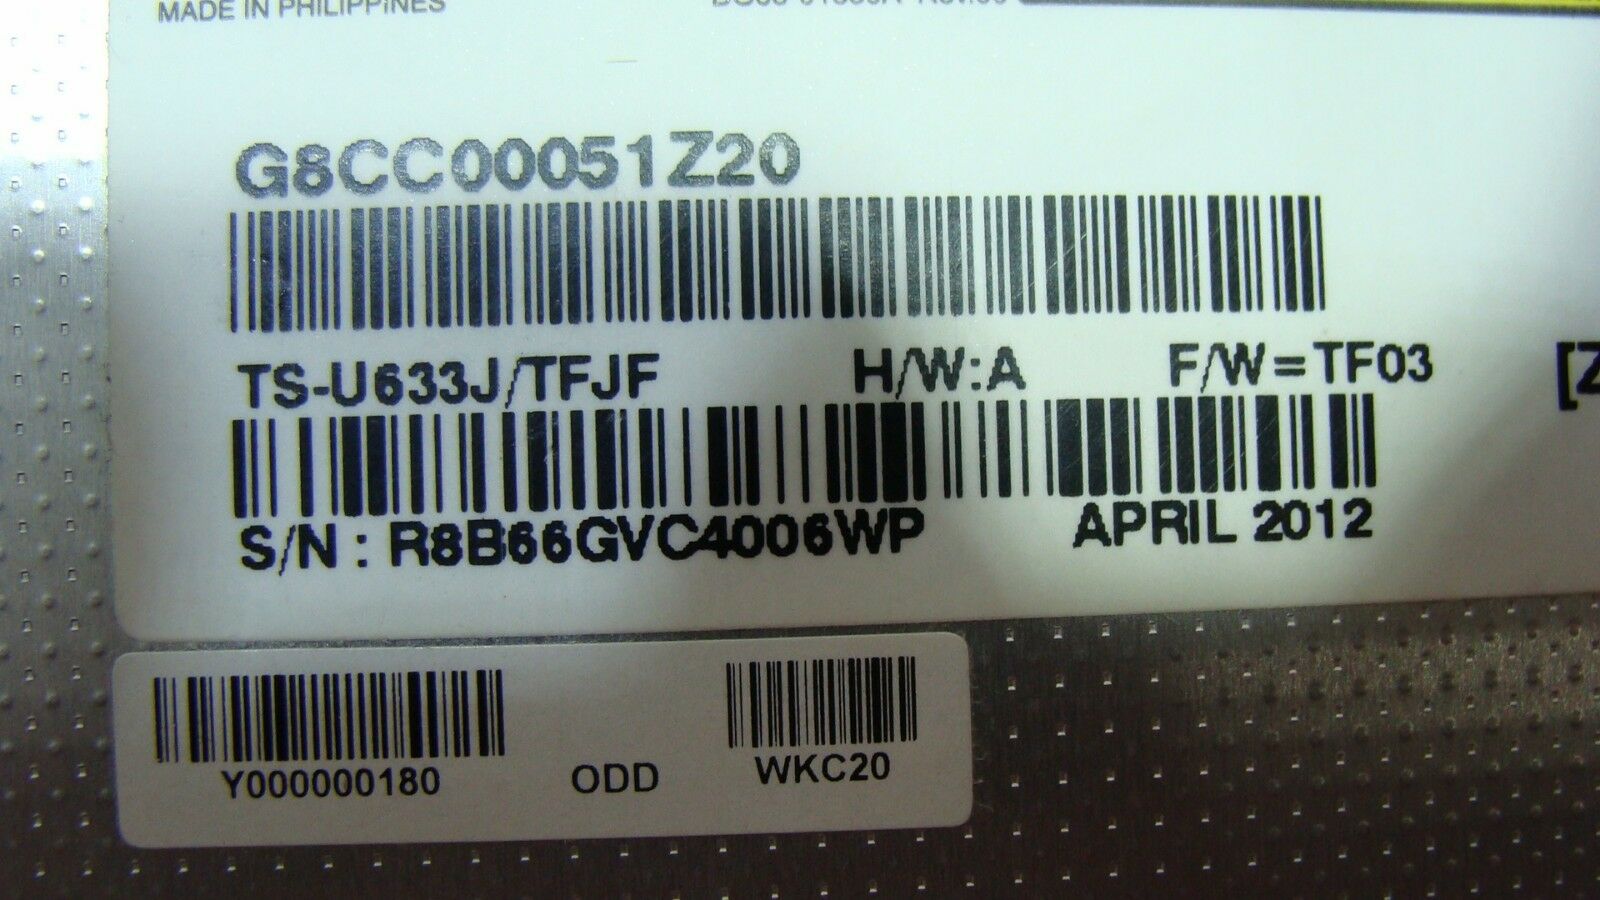 MADE IN PHILIPPINES
G8CC00051Z20
TS-U633J/TFJF H/W:A F/W=TF03 [Z
S/N : R8B66GVC4006WP APRIL 2012
Y000000180 ODD WKC20